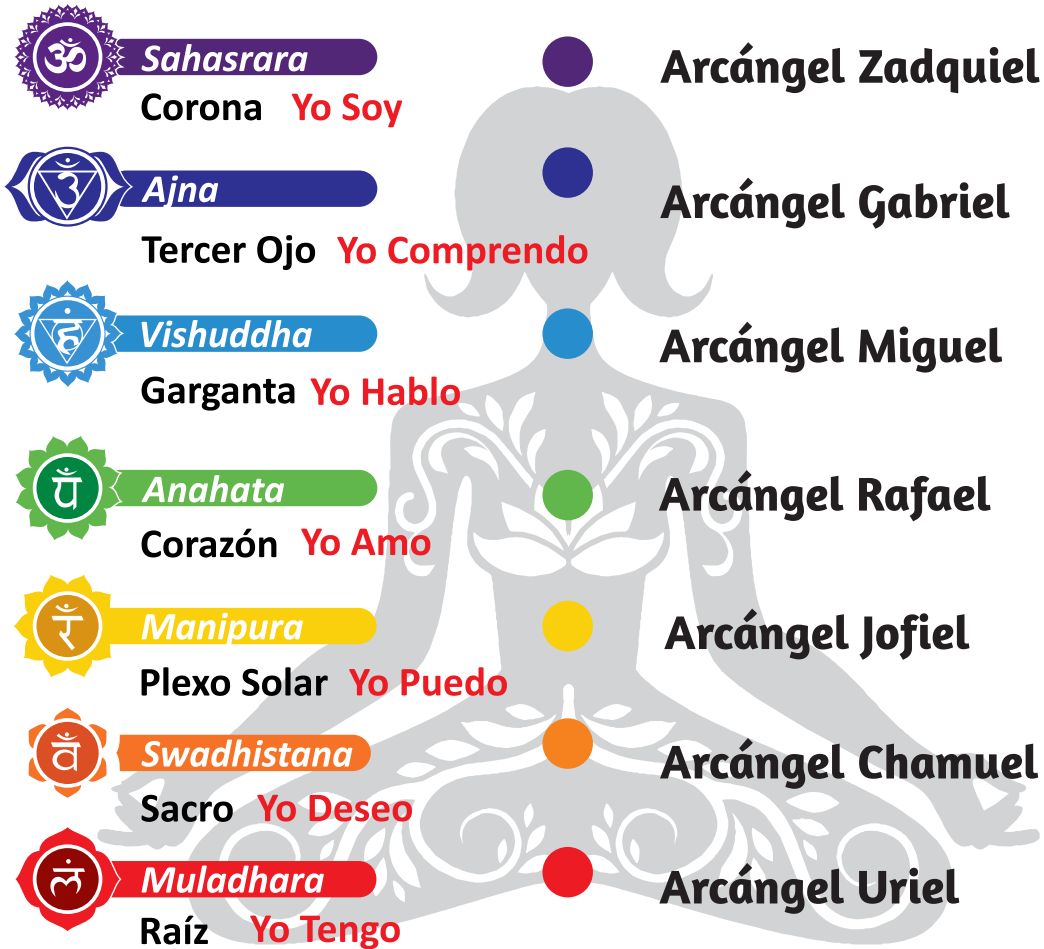 ॐ
Sahasrara
Corona Yo Soy
Arcángel Zadquiel
Ajna
Tercer Ojo Yo Comprendo
Arcángel Gabriel
हं
Vishuddha
Garganta Yo Hablo
Arcángel Miguel
यं
Anahata
Corazón Yo Amo
Arcángel Rafael
रं
Manipura
Plexo Solar Yo Puedo
Arcángel Jofiel
वं
Swadhistana
Sacro Yo Deseo
Arcángel Chamuel
लं
Muladhara
Raíz Yo Tengo
Arcángel Uriel